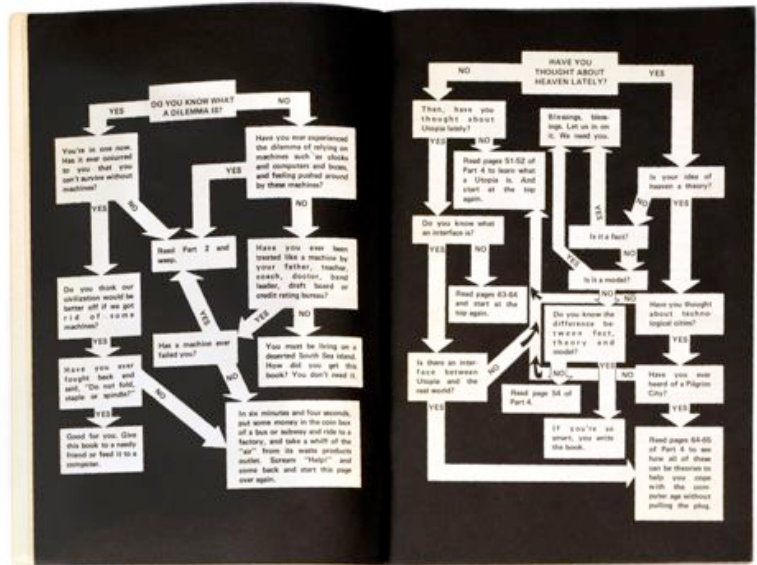 DO YOU KNOW WHAT
A DILEMMA IS?
YES
NO
You're in one now.
Has it ever occurred
to you that you
can't survive without
machines?
Have you ever experienced
the dilemma of relying on
machines such as clocks
and computers and buses,
and feeling pushed around
by these machines?
YES
NO
YES
NO
Read Part 2 and
weep.
Have you ever been
treated like a machine by
your father, teacher,
coach, doctor, band
leader, draft board or
credit rating bureau?
Do you think our
civilization would be
better off if we got
rid of some
machines?
YES
YES
NO
Has a machine ever
failed you?
You must be living on a
deserted South Sea island.
How did you get this
book? You don't need it.
YES
Have you ever
fought back and
said, "Do not fold,
staple or spindle?"
NO
NO
YES
Good for you. Give
this book to a needy
friend or feed it to a
computer.
In six minutes and four seconds,
put some money in the coin box
of a bus or subway and ride to a
factory, and take a whiff of the
"air" from its waste products
outlet. Scream "Help!" and
come back and start this page
over again.
HAVE YOU
THOUGHT ABOUT
HEAVEN LATELY?
NO
YES
Then, have you
thought about
Utopia lately?
Blessings, bless-
ings. Let us in on
it. We need you.
NO
Read pages 51-52 of
Part 4 to learn what
a Utopia is. And
start at the top
again.
Is your idea of
heaven a theory?
YES
YES
NO
YES
Do you know what
an interface is?
Is it a fact?
YES
NO
YES
NO
Is it a model?
Read pages 63-64
and start at the
top again.
NO
NO
Do you know the
difference be-
tween fact,
theory and
model?
Have you thought
about techno-
logical cities?
YES
Is there an inter-
face between
Utopia and the
real world?
NO
NO
YES
NO
Have you ever
heard of a Pilgrim
City?
YES
Read page 54 of
Part 4.
YES
If you're so
smart, you write
the book.
Read pages 64-65
of Part 4 to see
how all of these
can be theories to
help you cope
with the com-
puter age without
pulling the plug.